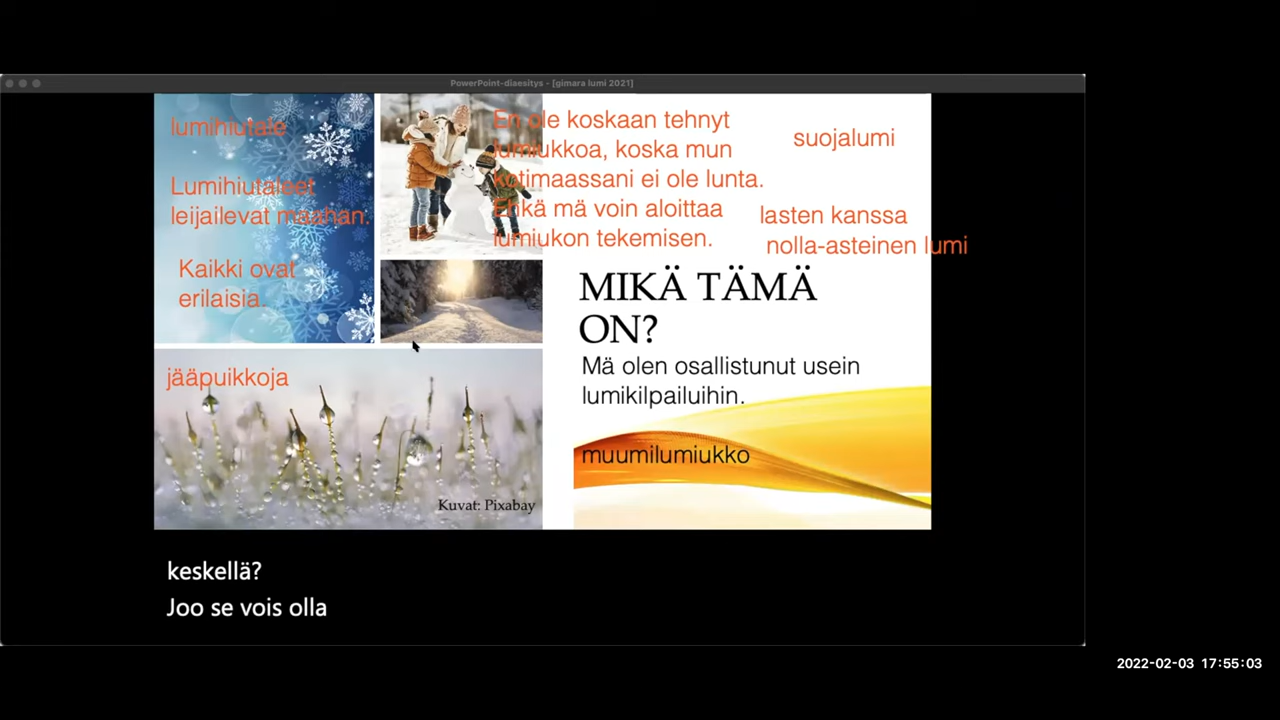 PowerPoint-diaesitys - [gimara lumi 2021]
lumihiutale
Lumihiutaleet
leijailevat maahan.
Kaikki ovat
erilaisia.
En ole koskaan tehnyt
lumiukkoa, koska mun
kotimaassani ei ole lunta.
Eikä mä voin aloittaa
lumiukon tekemisen.
suojalumi
lasten kanssa
nolla-asteinen lumi
MIKÄ TÄMÄ
ON?
Mä olen osallistunut usein
lumikilpailuihin.
muumilumiukko
jääpuikkoja
Kuvat: Pixabay
keskellä?
Joo se vois olla
2022-02-03 17:55:03